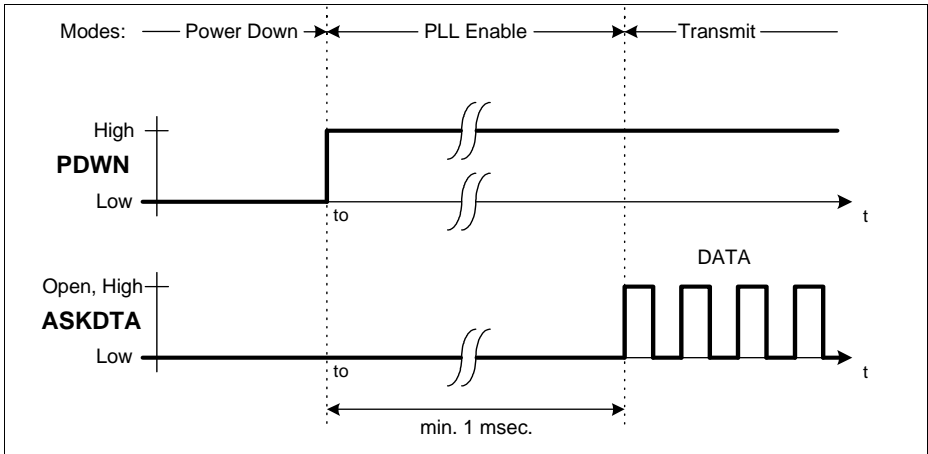 Modes: Power Down PLL Enable Transmit
High
PDWN
Low
to
t
DATA
Open, High
ASKDTA
Low
to
t
min. 1 msec.